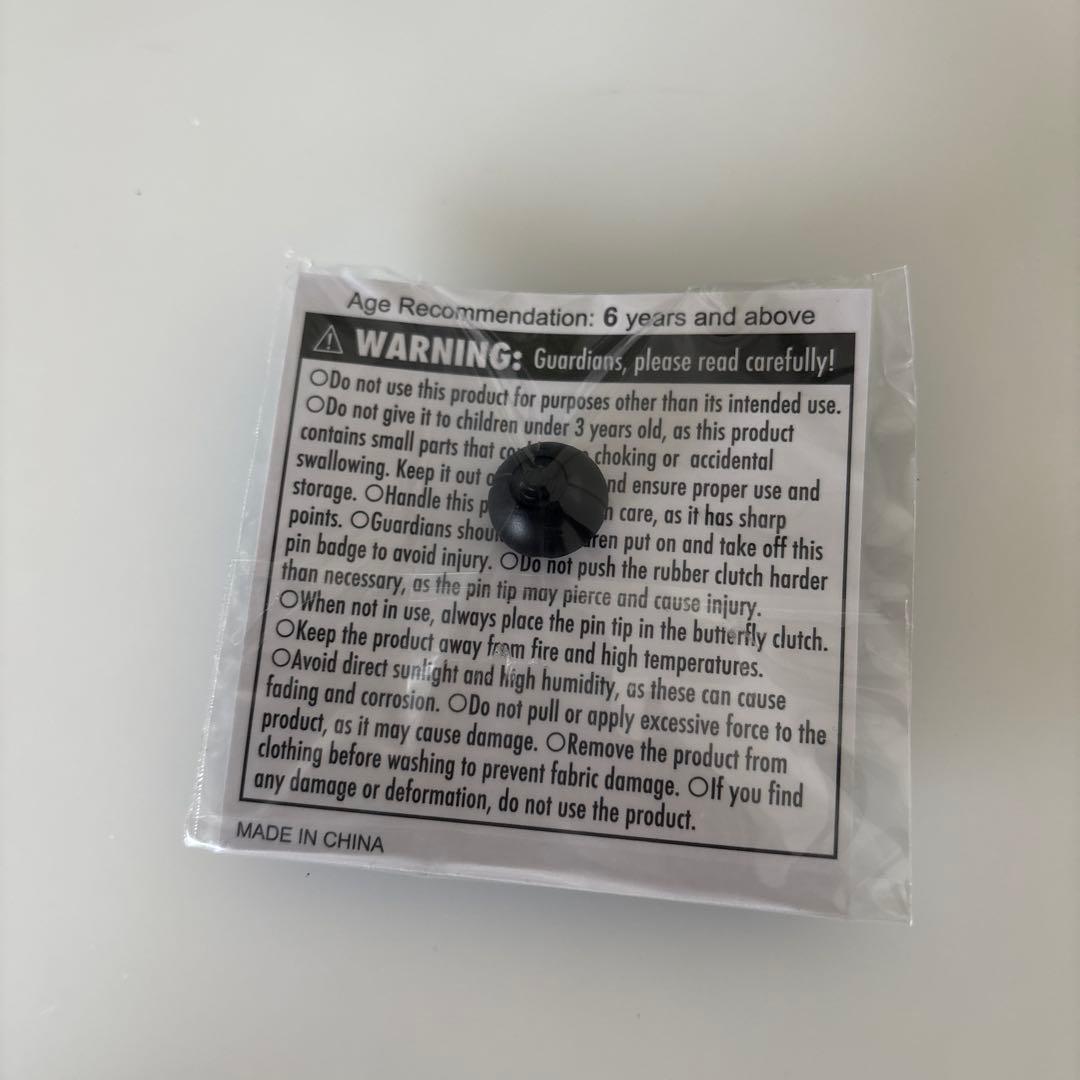 Age Recommendation: 6 years and above
WARNING: Guardians, please read carefully!
○Do not use this product for purposes other than its intended use.
○Do not give it to children under 3 years old, as this product
contains small parts that choking or accidental
swallowing. Keep it out and ensure proper use and
storage. ○Handle this care, as it has sharp
points. ○Guardians put on and take off this
pin badge to avoid injury. ○Do not push the rubber clutch harder
than necessary, as the pin tip may pierce and cause injury.
○When not in use, always place the pin tip in the butterfly clutch.
○Keep the product away from fire and high temperatures.
○Avoid direct sunlight and high humidity, as these can cause
fading and corrosion. ○Do not pull or apply excessive force to the
product, as it may cause damage. ○Remove the product from
clothing before washing to prevent fabric damage. ○If you find
any damage or deformation, do not use the product.
MADE IN CHINA